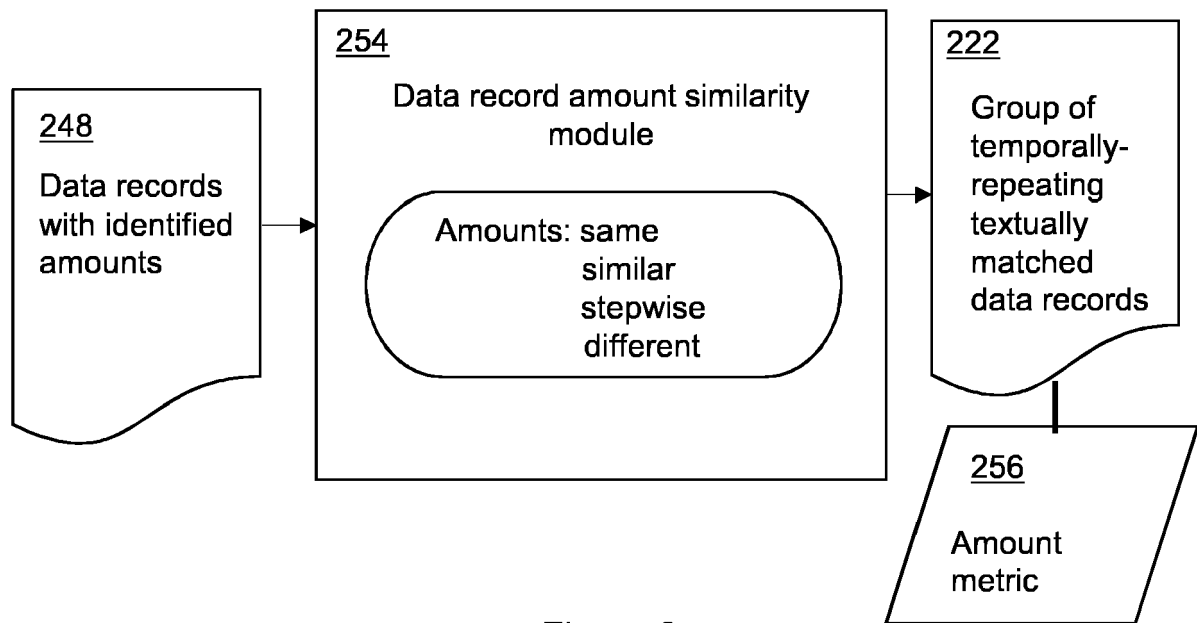 248
Data records
with identified
amounts
254
Data record amount similarity
module
Amounts: same
similar
stepwise
different
222
Group of
temporally-
repeating
textually
matched
data records
256
Amount
metric